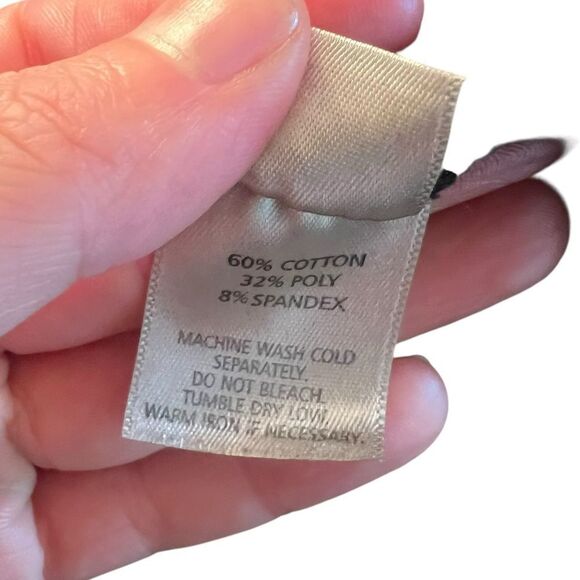 60% COTTON
32% POLY
8% SPANDEX
MACHINE WASH COLD
SEPARATELY.
DO NOT BLEACH.
TUMBLE DRY LOW.
WARM IRON IF NECESSARY.